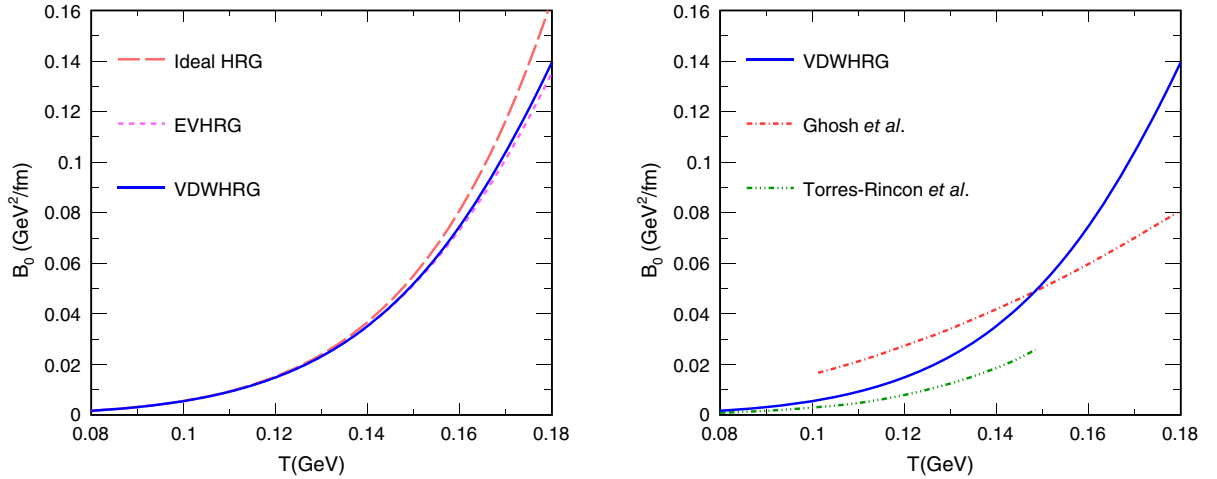 0.16
0.14
0.12
0.1
0.08
0.06
0.04
0.02
0
B₀ (GeV²/fm)
Ideal HRG
EVHRG
VDWHRG
0.08 0.1 0.12 0.14 0.16 0.18
T(GeV)
0.16
0.14
0.12
0.1
0.08
0.06
0.04
0.02
0
B₀ (GeV²/fm)
VDWHRG
Ghosh et al.
Torres-Rincon et al.
0.08 0.1 0.12 0.14 0.16 0.18
T(GeV)